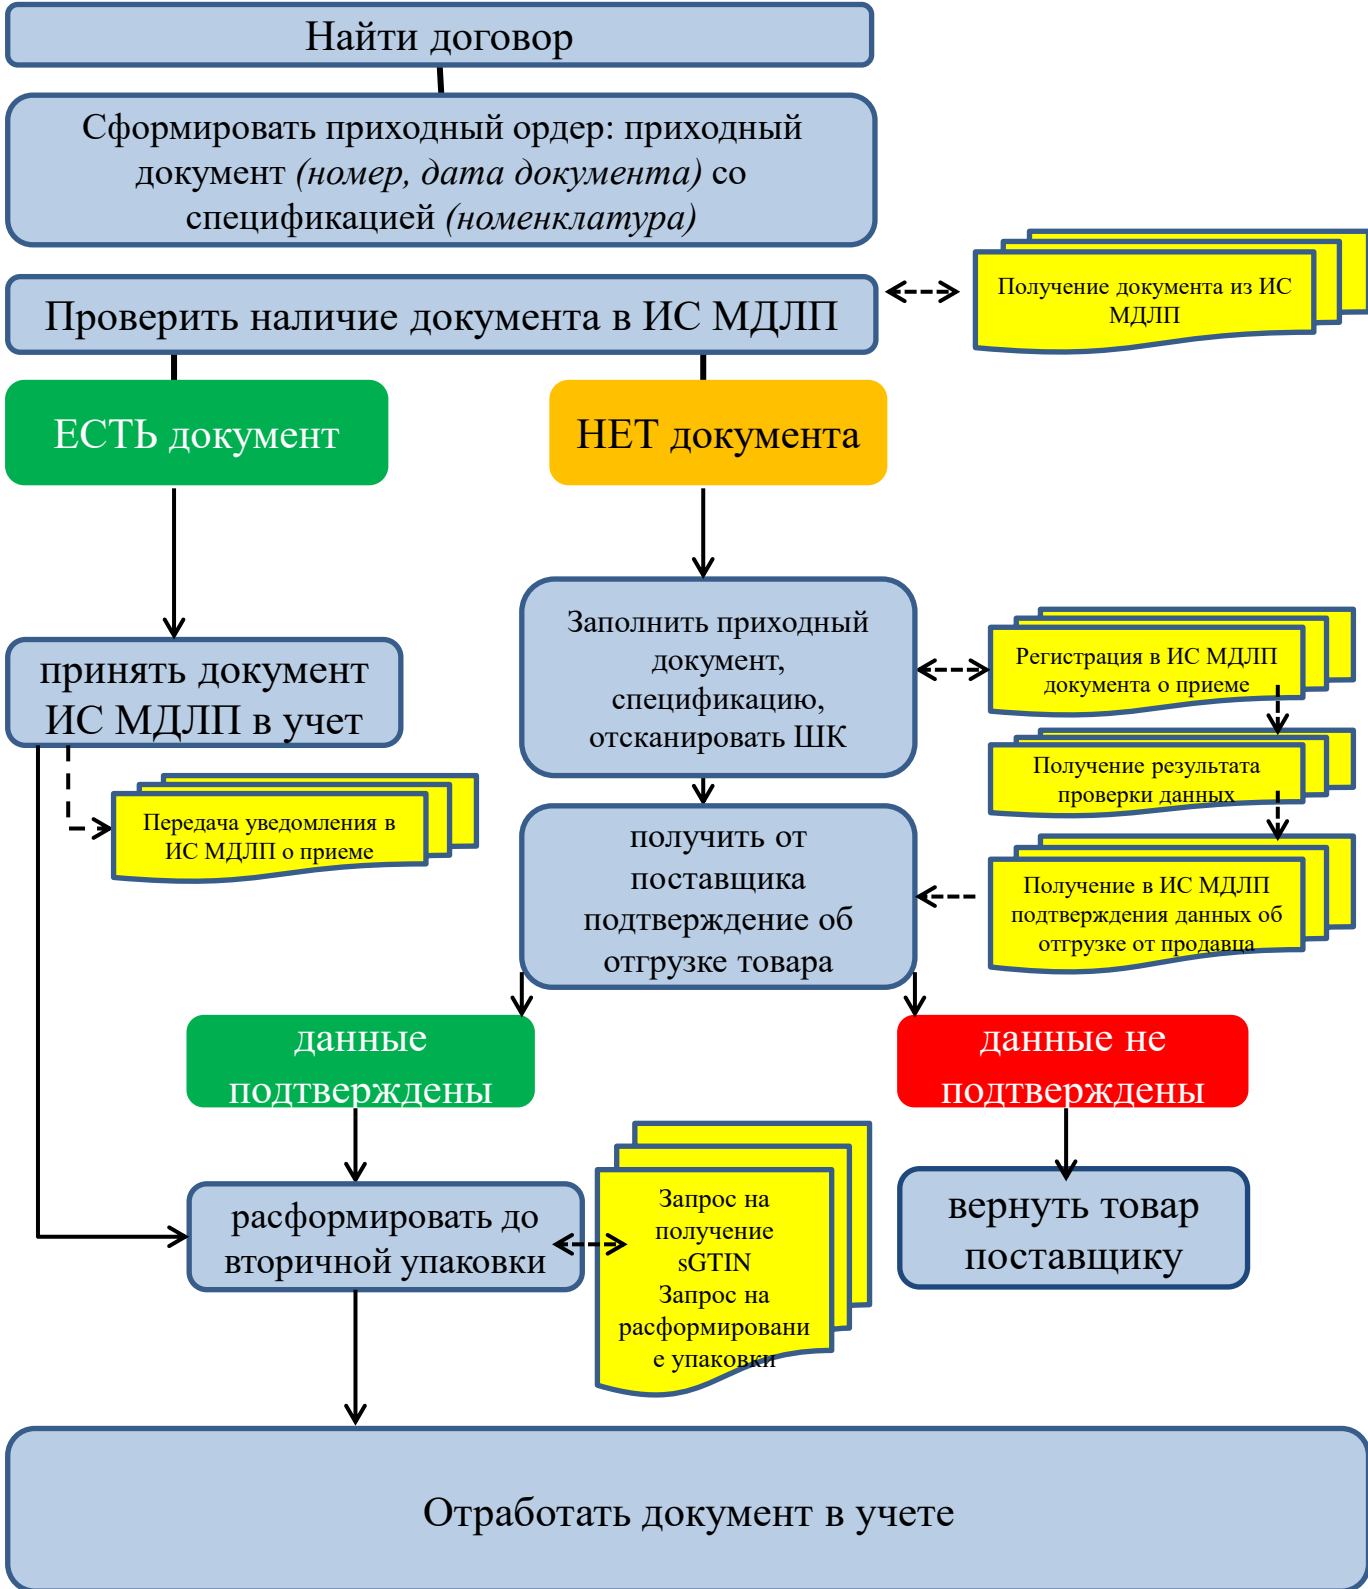 Найти договор
Сформировать приходный ордер: приходный
документ (номер, дата документа) со
спецификацией (номенклатура)
Получение документа из ИС
МДЛП
Проверить наличие документа в ИС МДЛП
ЕСТЬ документ
НЕТ документа
Заполнить приходный
документ,
спецификацию,
отсканировать ШК
Регистрация в ИС МДЛП
документа о приеме
принять документ
ИС МДЛП в учет
Получение результата
проверки данных
Передача уведомления в
ИС МДЛП о приеме
получить от
поставщика
подтверждение об
отгрузке товара
Получение в ИС МДЛП
подтверждения данных об
отгрузке от продавца
данные
подтверждены
данные не
подтверждены
расформировать до
вторичной упаковки
Запрос на
получение
sGTIN
Запрос на
расформировани
е упаковки
вернуть товар
поставщику
Отработать документ в учете